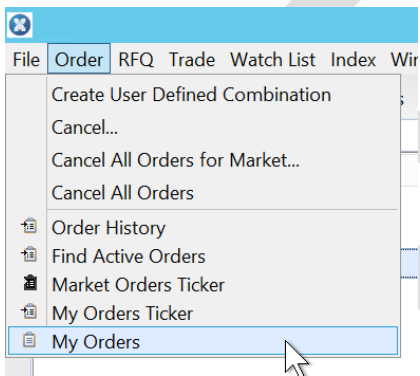 File Order RFQ Trade Watch List Index
Create User Defined Combination
Cancel...
Cancel All Orders for Market...
Cancel All Orders
Order History
Find Active Orders
Market Orders Ticker
My Orders Ticker
My Orders